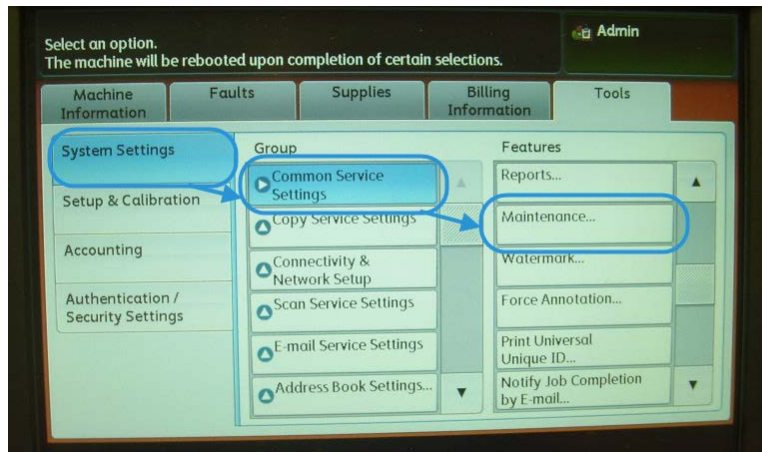 Select an option.
The machine will be rebooted upon completion of certain selections.
Admin
Machine
Information
Faults
Supplies
Billing
Information
Tools
System Settings
Setup & Calibration
Accounting
Authentication /
Security Settings
Group
Common Service
Settings
Copy Service Settings
Connectivity &
Network Setup
Scan Service Settings
E-mail Service Settings
Address Book Settings...
Features
Reports...
Maintenance...
Watermark...
Force Annotation...
Print Universal
Unique ID...
Notify Job Completion
by E-mail...